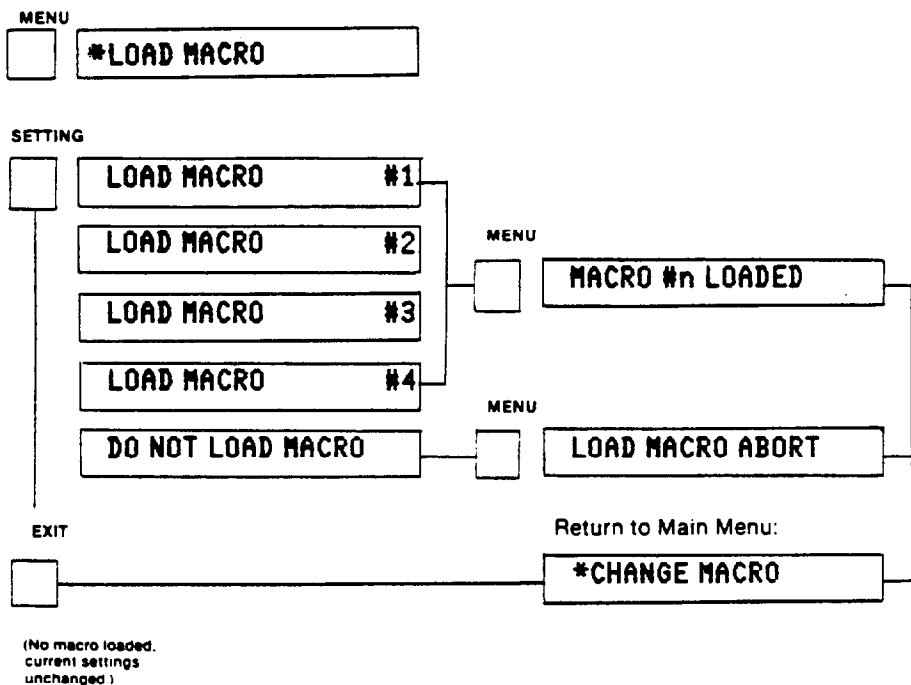 MENU
*LOAD MACRO
SETTING
LOAD MACRO #1
LOAD MACRO #2
LOAD MACRO #3
LOAD MACRO #4
DO NOT LOAD MACRO
MENU
MACRO #n LOADED
MENU
LOAD MACRO ABORT
EXIT
Return to Main Menu:
*CHANGE MACRO
(No macro loaded,
current settings
unchanged.)